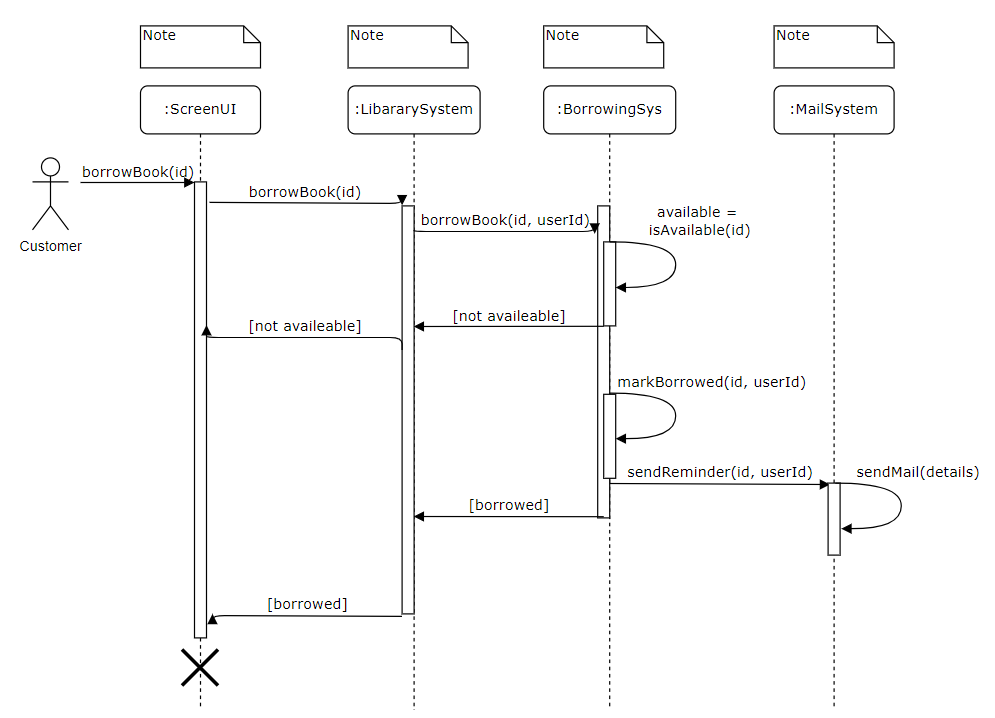 Note
Note
Note
Note
:ScreenUI
:LibararySystem
:BorrowingSys
:MailSystem
borrowBook(id)
borrowBook(id)
borrowBook(id, userId)
available =
isAvailable(id)
Customer
[not availeable]
[not availeable]
markBorrowed(id, userId)
sendReminder(id, userId)
sendMail(details)
[borrowed]
[borrowed]